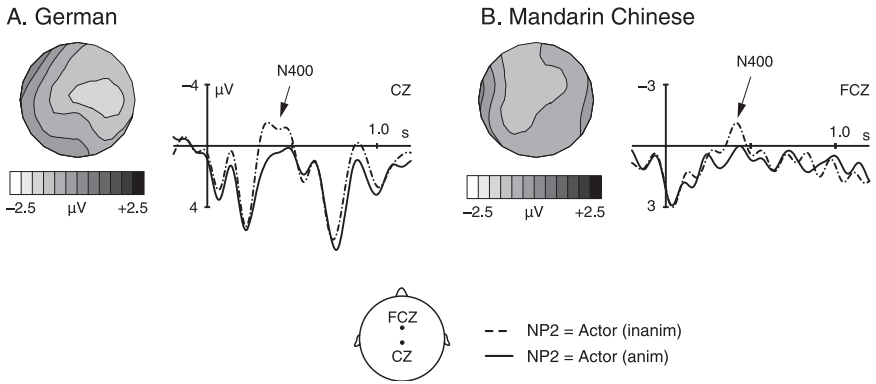 A. German
−4
μV
N400
CZ
1.0
s
4
−2.5
μV
+2.5
B. Mandarin Chinese
−3
N400
FCZ
1.0
s
3
−2.5
μV
+2.5
FCZ
CZ
NP2 = Actor (inanim)
NP2 = Actor (anim)